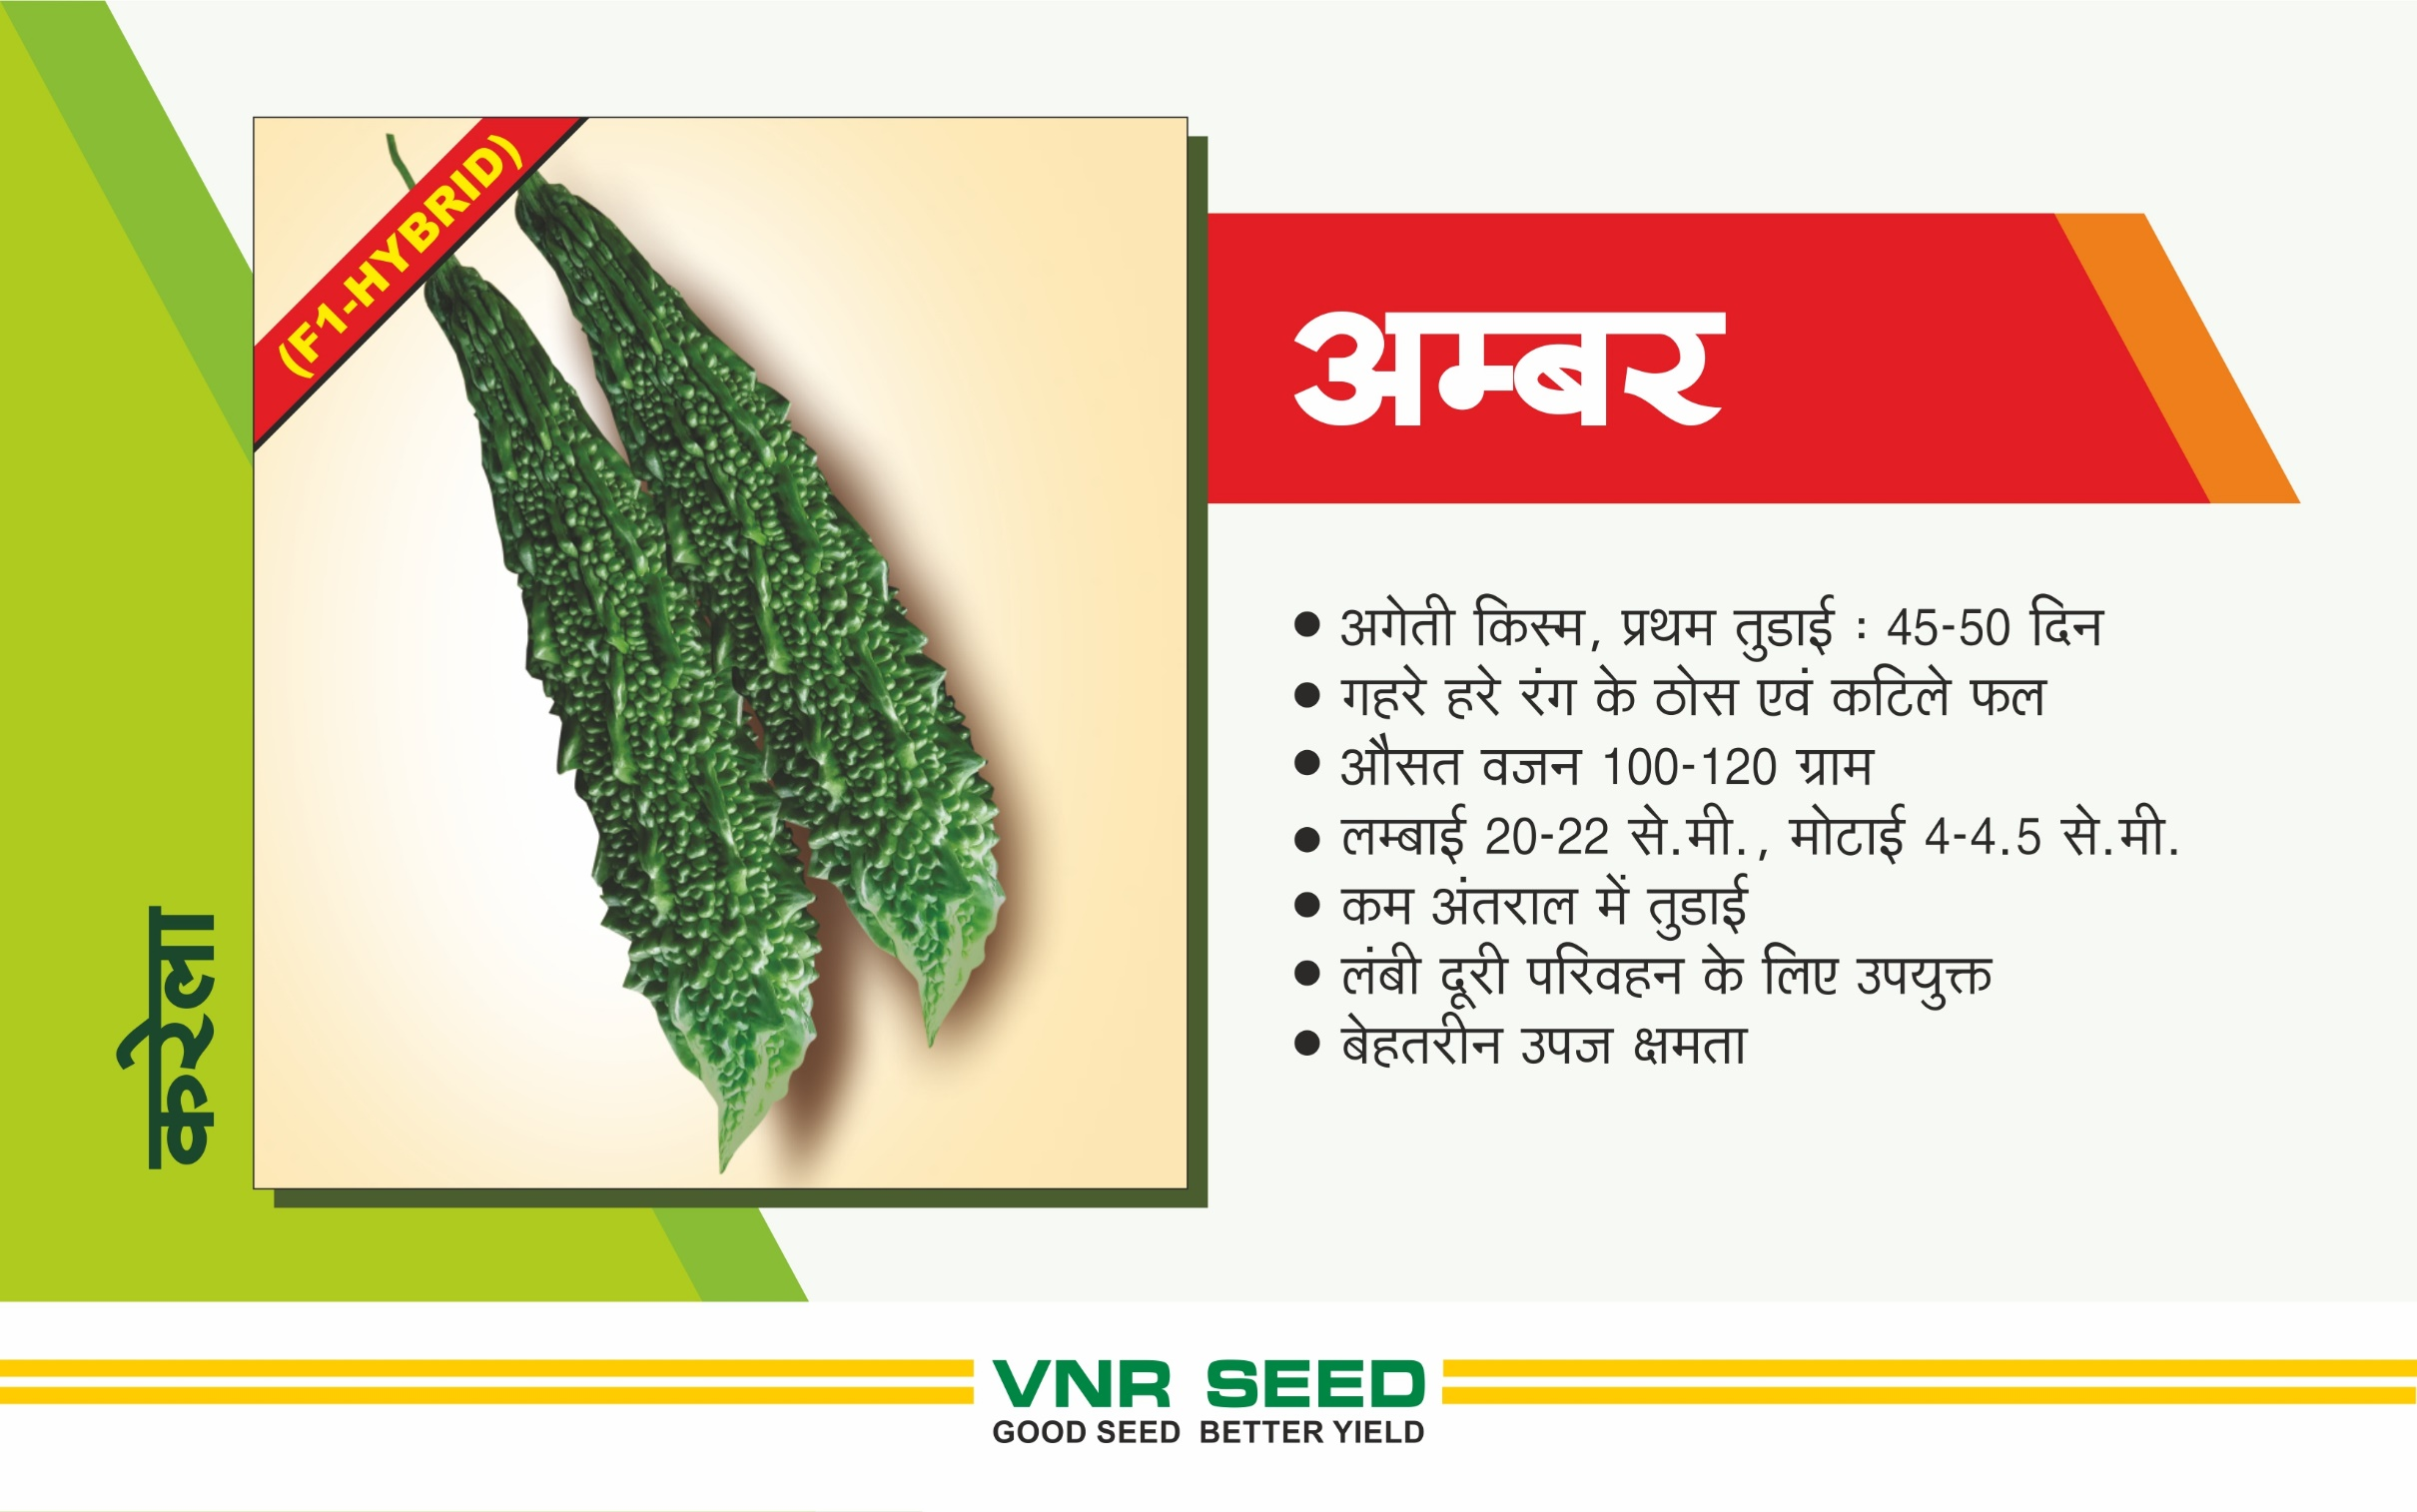 (F1-HYBRID)
करेला
अम्बर
● अगेती किस्म, प्रथम तुडाई : 45-50 दिन
● गहरे हरे रंग के ठोस एवं कटिले फल
● औसत वजन 100-120 ग्राम
● लम्बाई 20-22 से.मी., मोटाई 4-4.5 से.मी.
● कम अंतराल में तुडाई
● लंबी दूरी परिवहन के लिए उपयुक्त
● बेहतरीन उपज क्षमता
VNR SEED
GOOD SEED BETTER YIELD